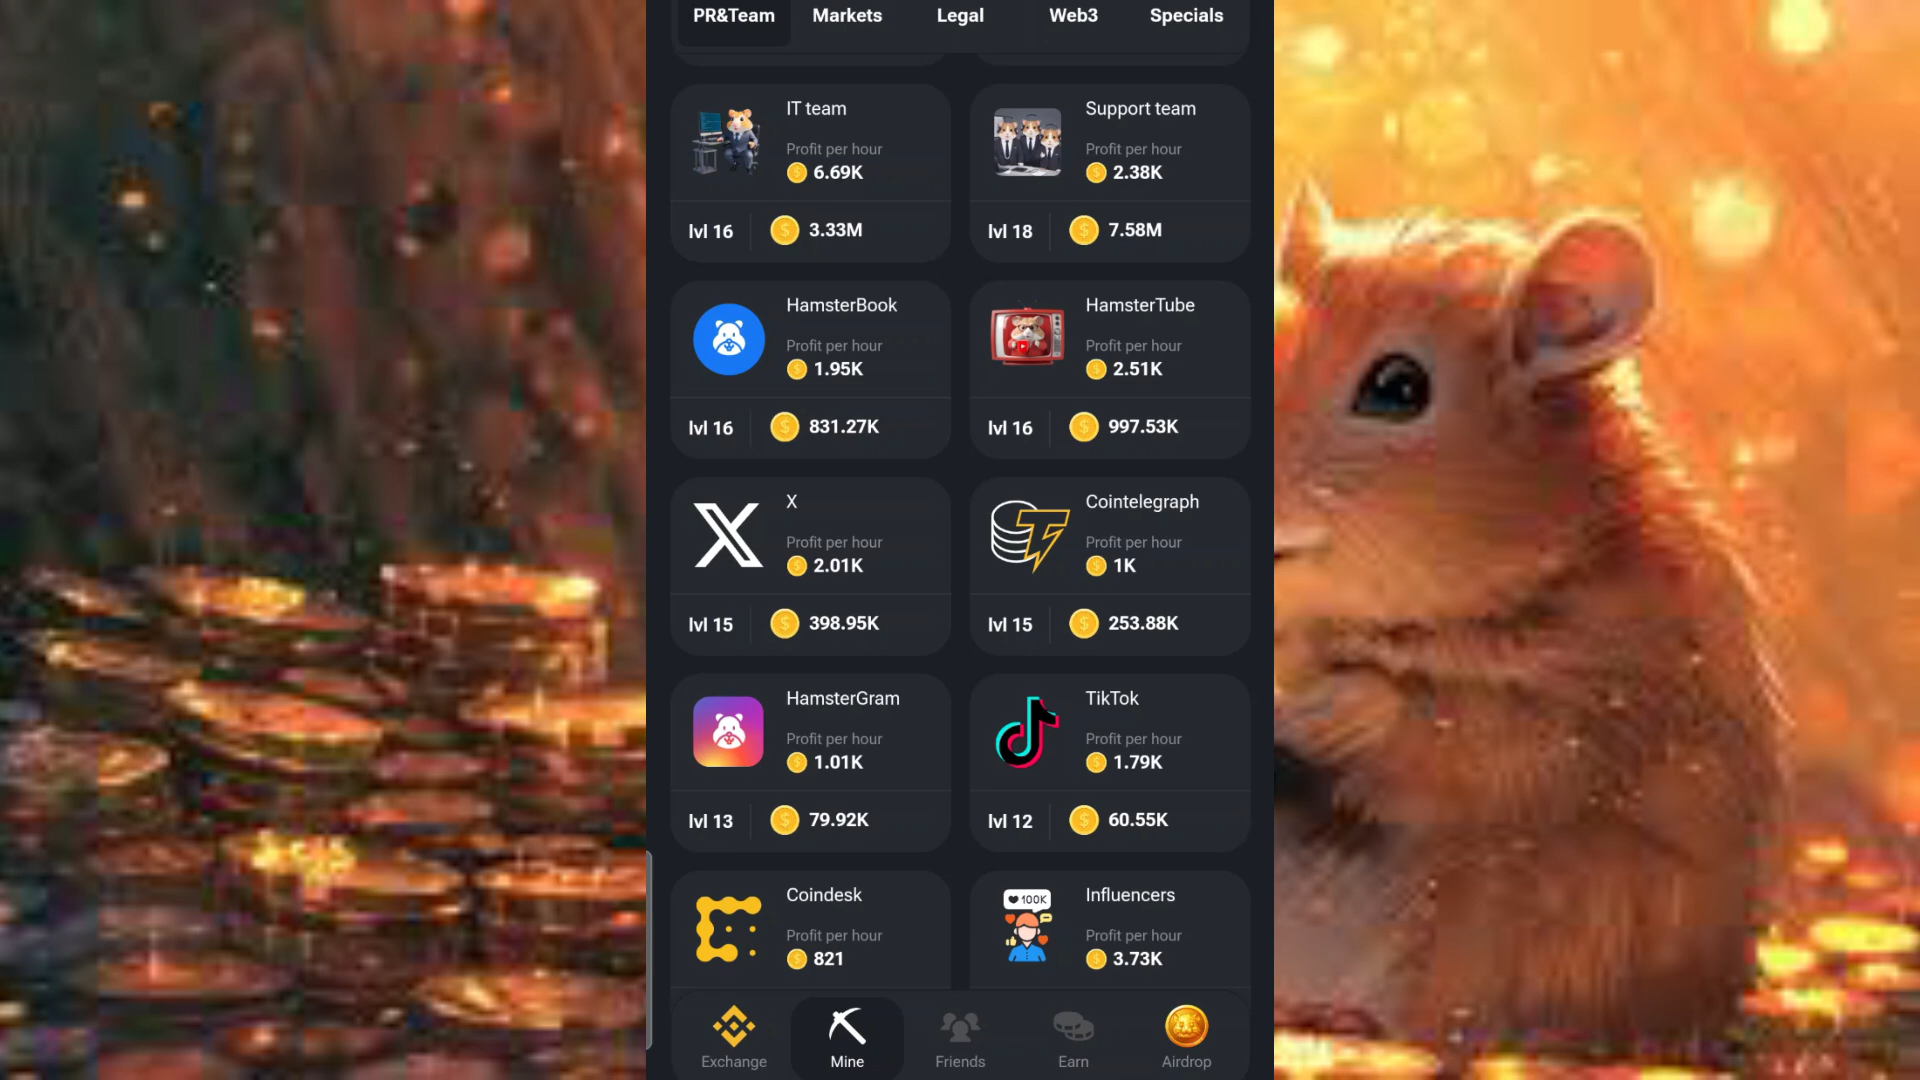 PR&Team Markets Legal Web3 Specials
IT team
Profit per hour
6.69K
lvl 16 3.33M
Support team
Profit per hour
2.38K
lvl 18 7.58M
HamsterBook
Profit per hour
1.95K
lvl 16 831.27K
HamsterTube
Profit per hour
2.51K
lvl 16 997.53K
X
Profit per hour
2.01K
lvl 15 398.95K
Cointelegraph
Profit per hour
1K
lvl 15 253.88K
HamsterGram
Profit per hour
1.01K
lvl 13 79.92K
TikTok
Profit per hour
1.79K
lvl 12 60.55K
Coindesk
Profit per hour
821
100K
Influencers
Profit per hour
3.73K
Exchange Mine Friends Earn Airdrop